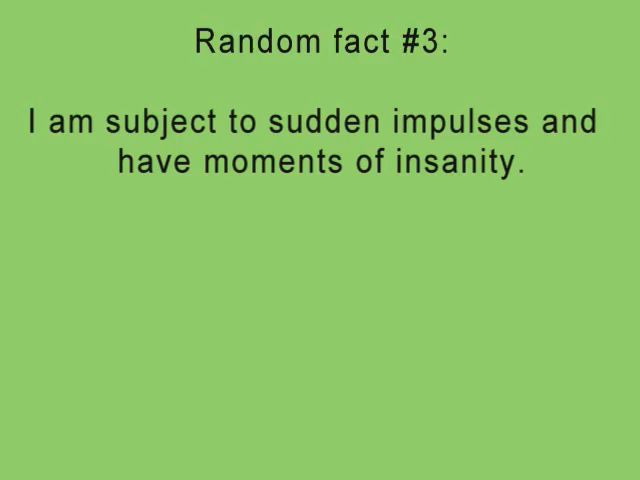 Random fact #3:
I am subject to sudden impulses and
have moments of insanity.